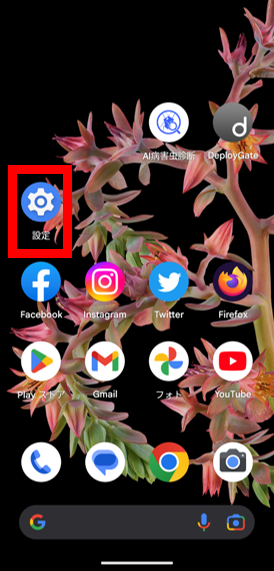 AI病害虫診断
DeployGate
設定
Facebook
Instagram
Twitter
Firefox
Play ストア
Gmail
フォト
YouTube